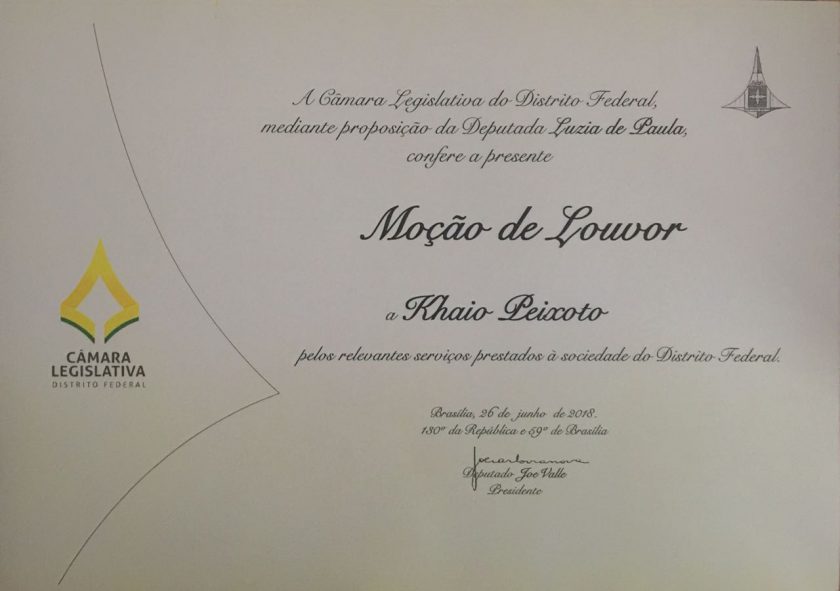 A Câmara Legislativa do Distrito Federal,
mediante proposição da Deputada Luzia de Paula,
confere a presente
Moção de Louvor
a Khaio Peixoto
pelos relevantes serviços prestados à sociedade do Distrito Federal.
CÂMARA
LEGISLATIVA
DISTRITO FEDERAL
Brasília, 26 de junho de 2018.
130º da República e 59º de Brasília
Deputado Joe Valle
Presidente